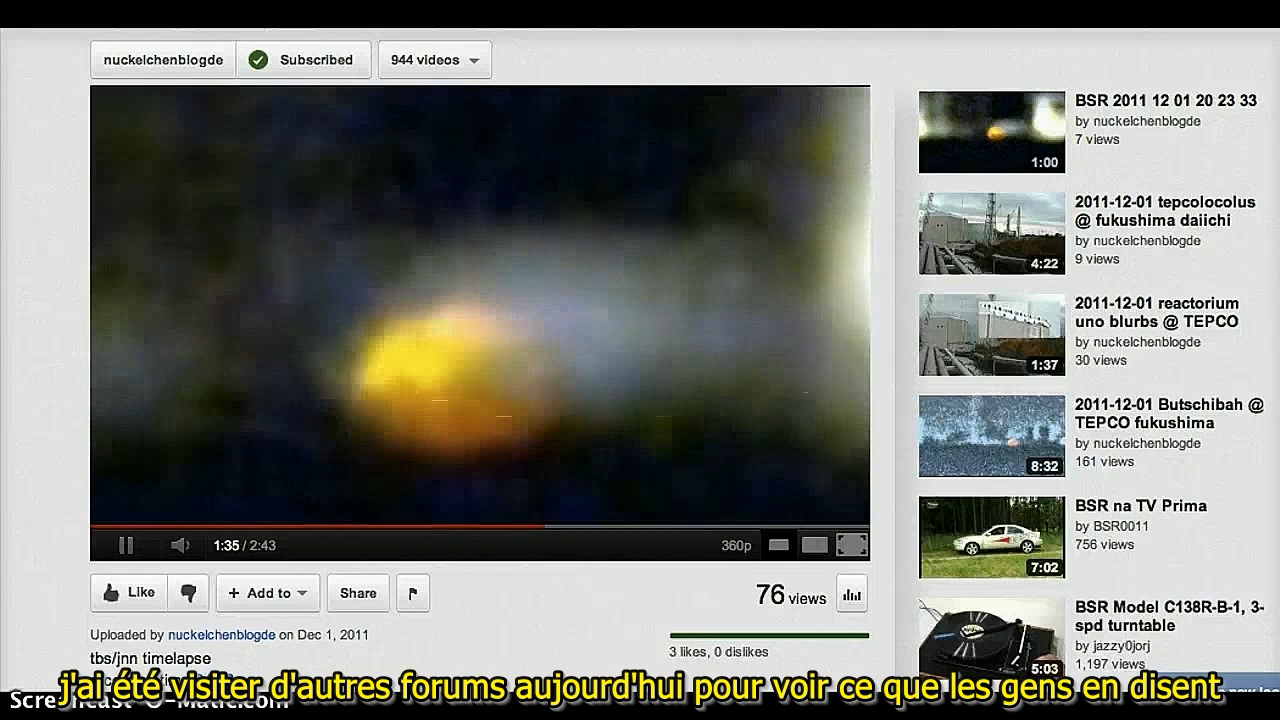 nuckelchenblogde
Subscribed
944 videos
1:35 / 2:43
360p
Like
+ Add to
Share
76 views
Uploaded by nuckelchenblogde on Dec 1, 2011
3 likes, 0 dislikes
tbs/jnn timelapse
BSR 2011 12 01 20 23 33
by nuckelchenblogde
7 views
1:00
2011-12-01 tepcolocolus
@ fukushima daiichi
by nuckelchenblogde
9 views
4:22
2011-12-01 reactorium
uno blurbs @ TEPCO
by nuckelchenblogde
30 views
1:37
2011-12-01 Butschibah @
TEPCO fukushima
by nuckelchenblogde
161 views
8:32
BSR na TV Prima
by BSR0011
756 views
7:02
BSR Model C138R-B-1, 3-
spd turntable
by jazzy0jorj
1,197 views
5:03
j'ai été visiter d'autres forums aujourd'hui pour voir ce que les gens en disent
Screencast-O-Matic.com